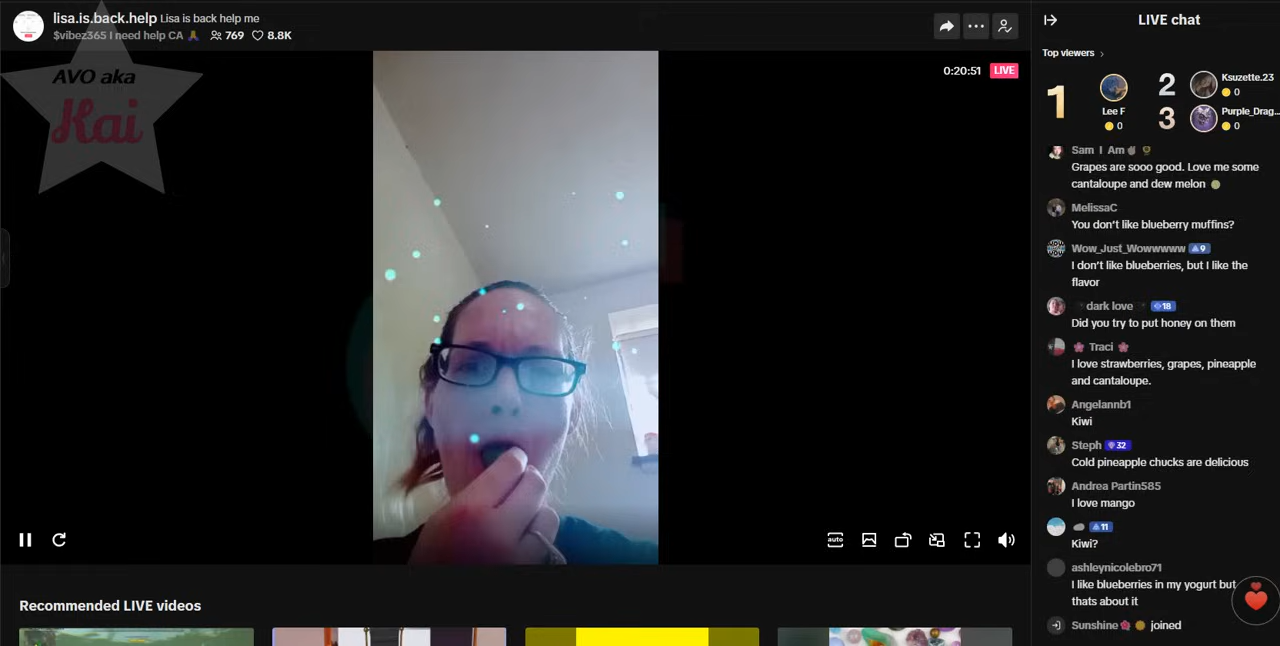 lisa.is.back.help Lisa is back help me
$vibez365 I need help CA 769 8.8K
AVO aka
Kai
0:20:51 LIVE
auto
Recommended LIVE videos
LIVE chat
Top viewers
1
Lee F
0
2
Ksuzette.23
0
3
Purple_Drag...
0
Sam I Am
Grapes are sooo good. Love me some
cantaloupe and dew melon
MelissaC
You don't like blueberry muffins?
Wow_Just_Wowwwww 9
I don't like blueberries, but I like the
flavor
dark love 18
Did you try to put honey on them
Traci
I love strawberries, grapes, pineapple
and cantaloupe.
Angelannb1
Kiwi
Steph 32
Cold pineapple chucks are delicious
Andrea Partin585
I love mango
11
Kiwi?
ashleynicolebro71
I like blueberries in my yogurt but
thats about it
Sunshine joined